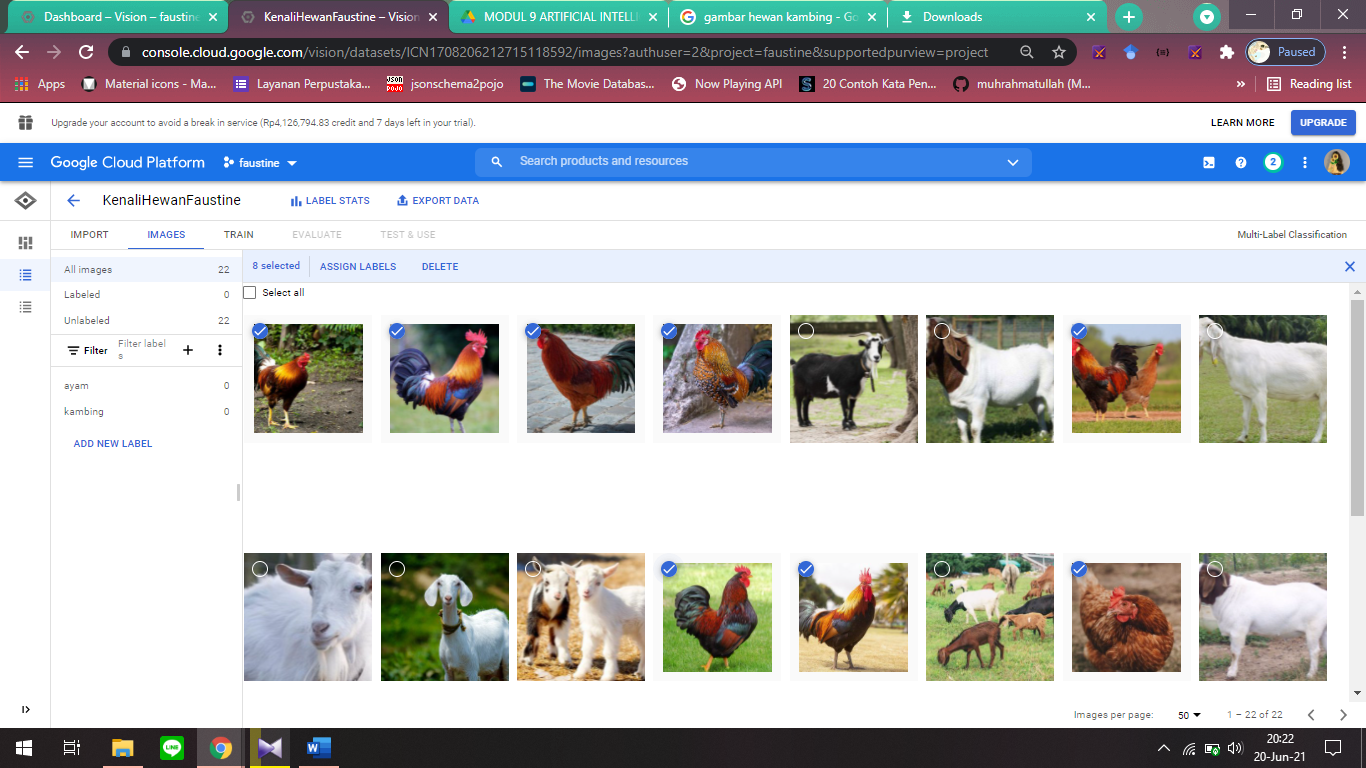 Dashboard – Vision – faustine
KenaliHewanFaustine – Vision
MODUL 9 ARTIFICIAL INTELLI
gambar hewan kambing - Go
Downloads
console.cloud.google.com/vision/datasets/ICN1708206212715118592/images?authuser=2&project=faustine&supportedpurview=project
Paused
Apps
Material icons - Ma...
Layanan Perpustaka...
jsonschema2pojo
The Movie Databas...
Now Playing API
20 Contoh Kata Pen...
muhrahmatullah (M...
»
Reading list
Upgrade your account to avoid a break in service (Rp4,126,794.83 credit and 7 days left in your trial).
LEARN MORE
UPGRADE
Google Cloud Platform
faustine
Search products and resources
2
KenaliHewanFaustine
LABEL STATS
EXPORT DATA
IMPORT
IMAGES
TRAIN
EVALUATE
TEST & USE
Multi-Label Classification
All images 22
Labeled 0
Unlabeled 22
Filter
Filter label
s
ayam 0
kambing 0
ADD NEW LABEL
8 selected
ASSIGN LABELS
DELETE
Select all
Images per page: 50
1 – 22 of 22
20:22
20-Jun-21